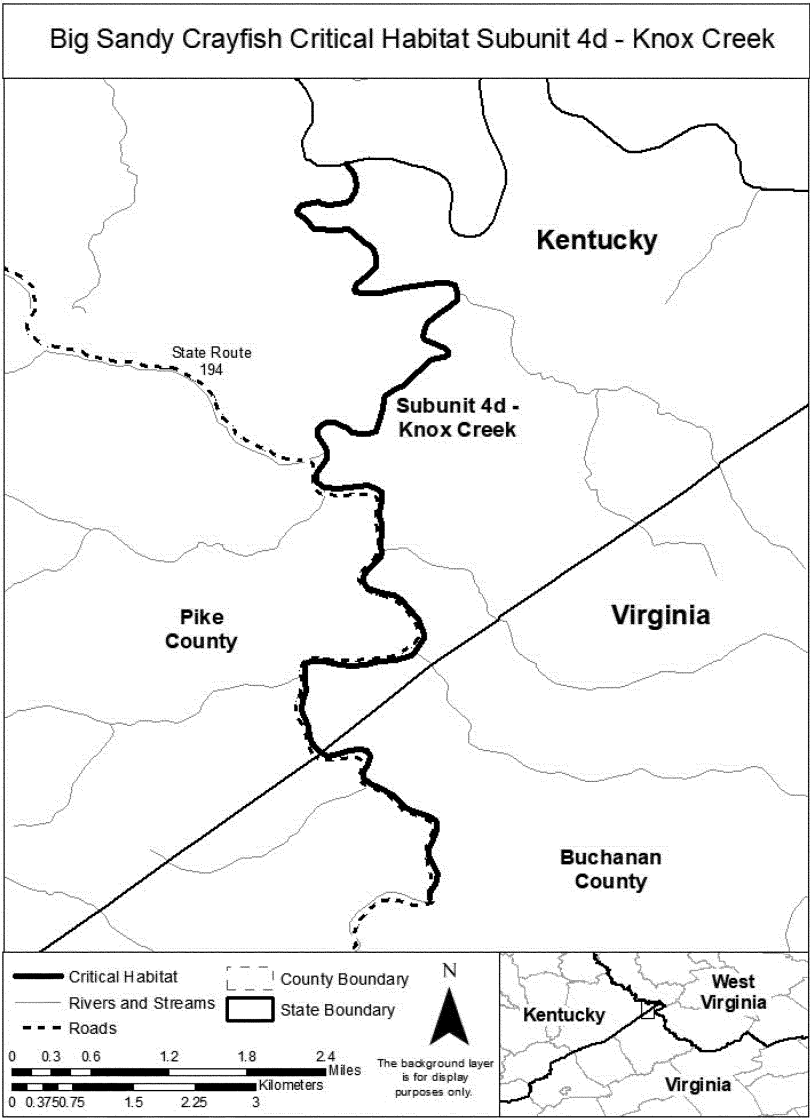 Big Sandy Crayfish Critical Habitat Subunit 4d - Knox Creek
Kentucky
State Route
194
Subunit 4d -
Knox Creek
Pike
County
Virginia
Buchanan
County
Critical Habitat
Rivers and Streams
Roads
County Boundary
State Boundary
N
The background layer
is for display
purposes only.
0 0.3 0.6 1.2 1.8 2.4
Miles
Kilometers
0 0.3750.75 1.5 2.25 3
West
Virginia
Kentucky
Virginia